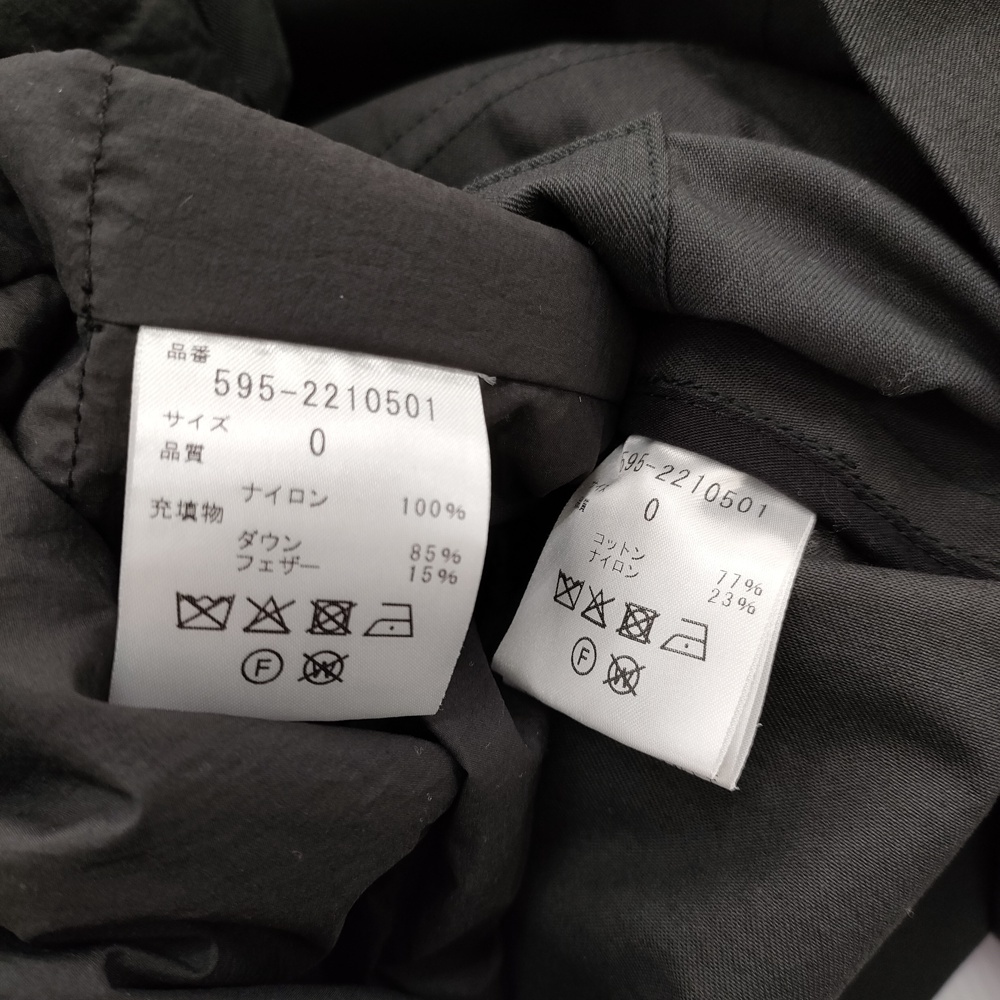 品番
595-2210501
サイズ 0
品質
ナイロン 100%
充填物
ダウン 85%
フェザー 15%
F W
595-2210501
0
コットン 77%
ナイロン 23%
F W